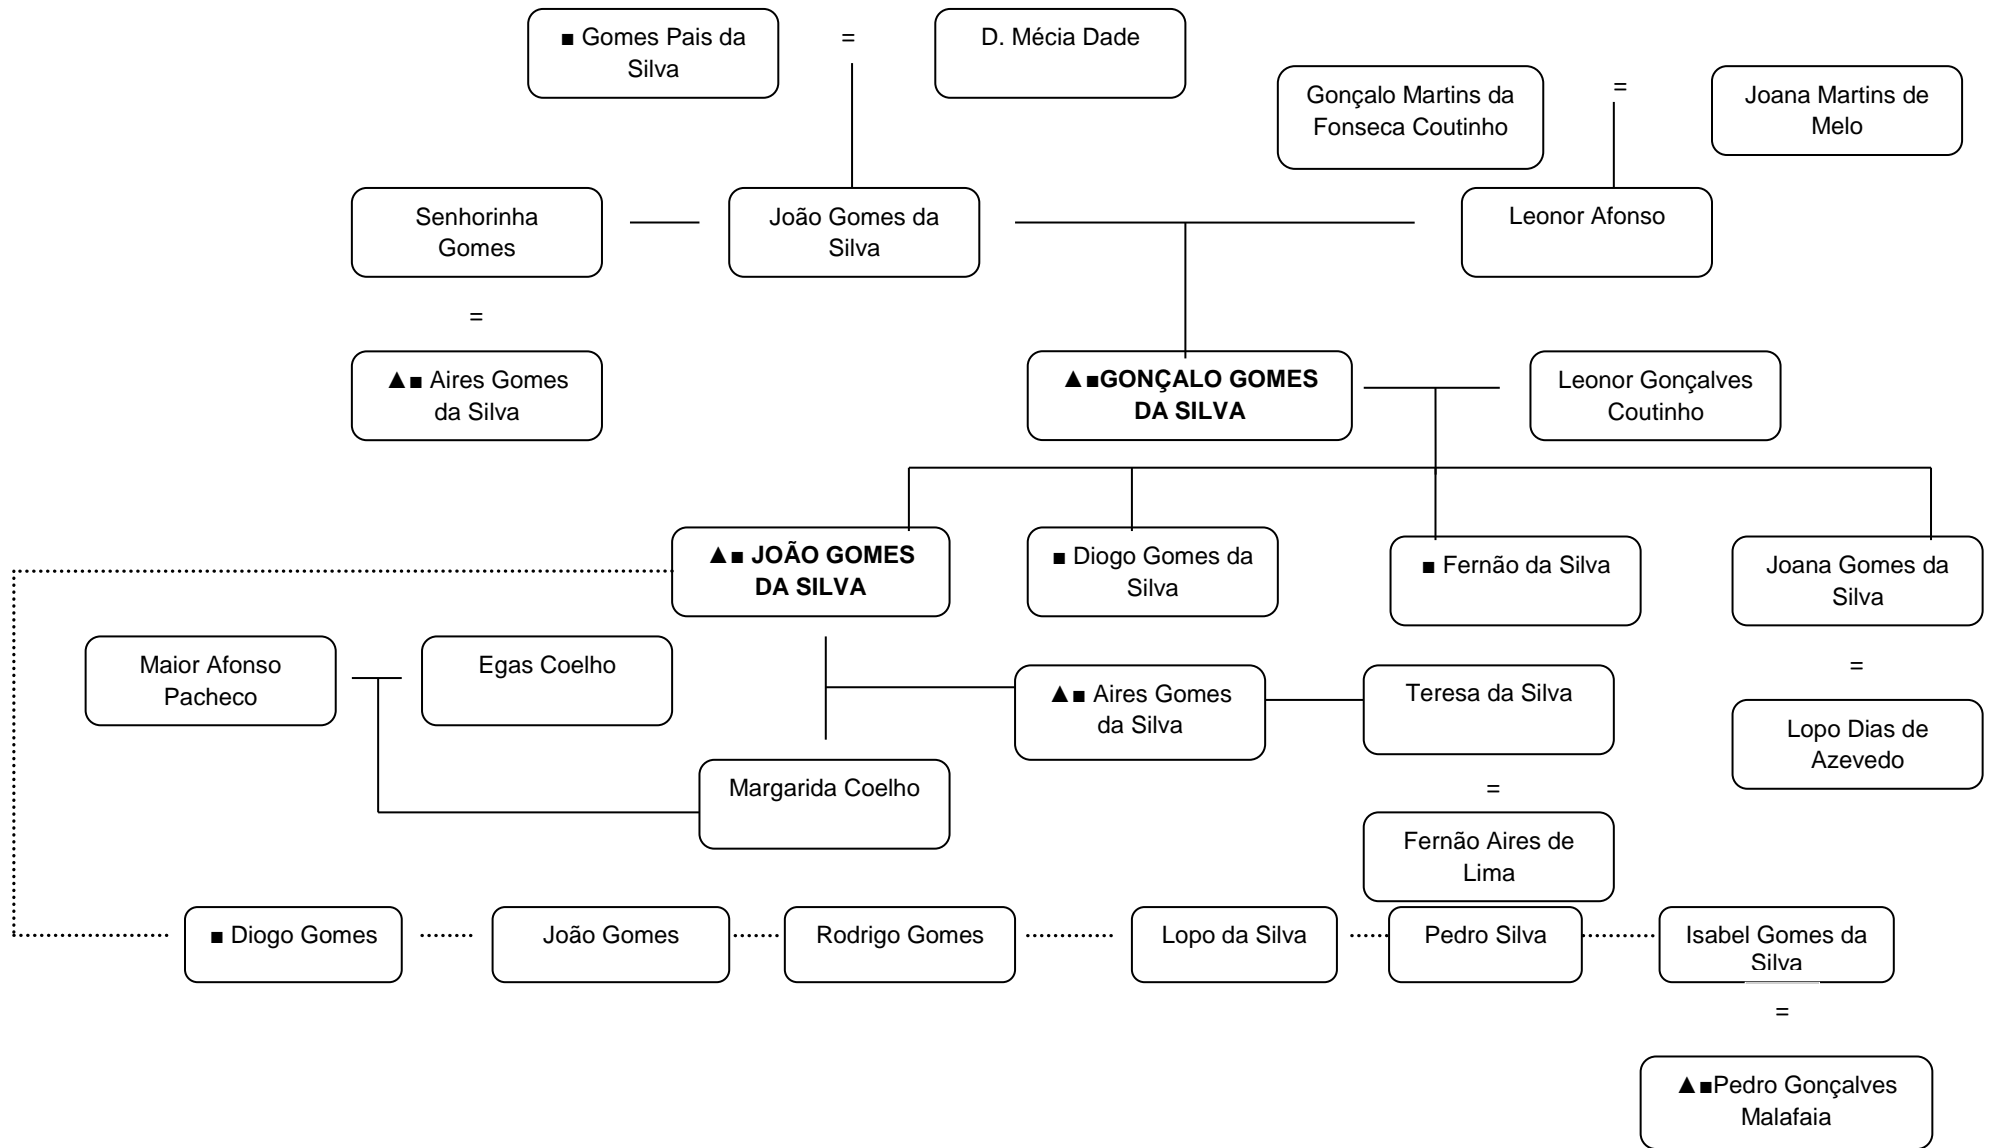 ■ Gomes Pais da
Silva
=
D. Mécia Dade
Gonçalo Martins da
Fonseca Coutinho
=
Joana Martins de
Melo
Senhorinha
Gomes
João Gomes da
Silva
Leonor Afonso
=
▲■ Aires Gomes
da Silva
▲■GONÇALO GOMES
DA SILVA
Leonor Gonçalves
Coutinho
▲■ JOÃO GOMES
DA SILVA
■ Diogo Gomes da
Silva
■ Fernão da Silva
Joana Gomes da
Silva
Maior Afonso
Pacheco
Egas Coelho
▲■ Aires Gomes
da Silva
Teresa da Silva
=
Lopo Dias de
Azevedo
Margarida Coelho
=
Fernão Aires de
Lima
■ Diogo Gomes
João Gomes
Rodrigo Gomes
Lopo da Silva
Pedro Silva
Isabel Gomes da
Silva
=
▲■Pedro Gonçalves
Malafaia